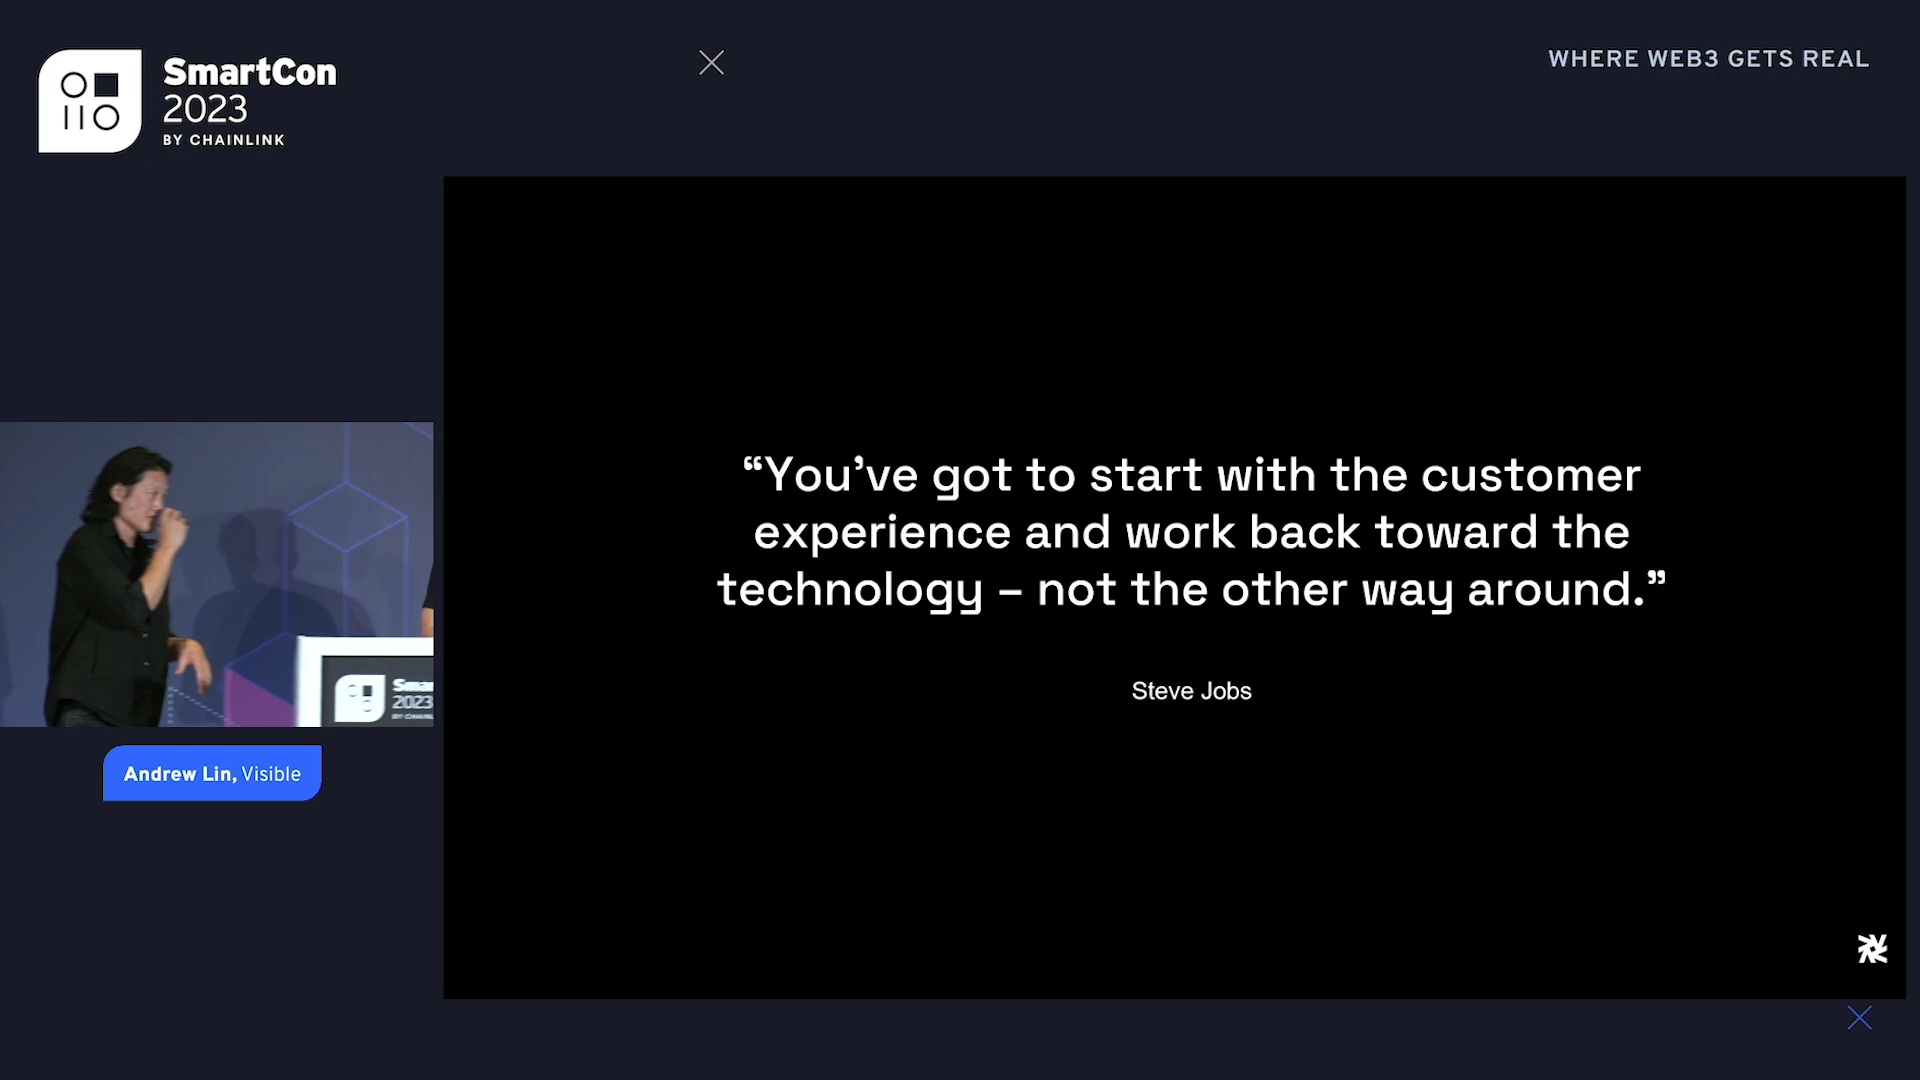 SmartCon
2023
BY CHAINLINK
WHERE WEB3 GETS REAL
“You’ve got to start with the customer
experience and work back toward the
technology – not the other way around.”
Steve Jobs
2023
Andrew Lin, Visible